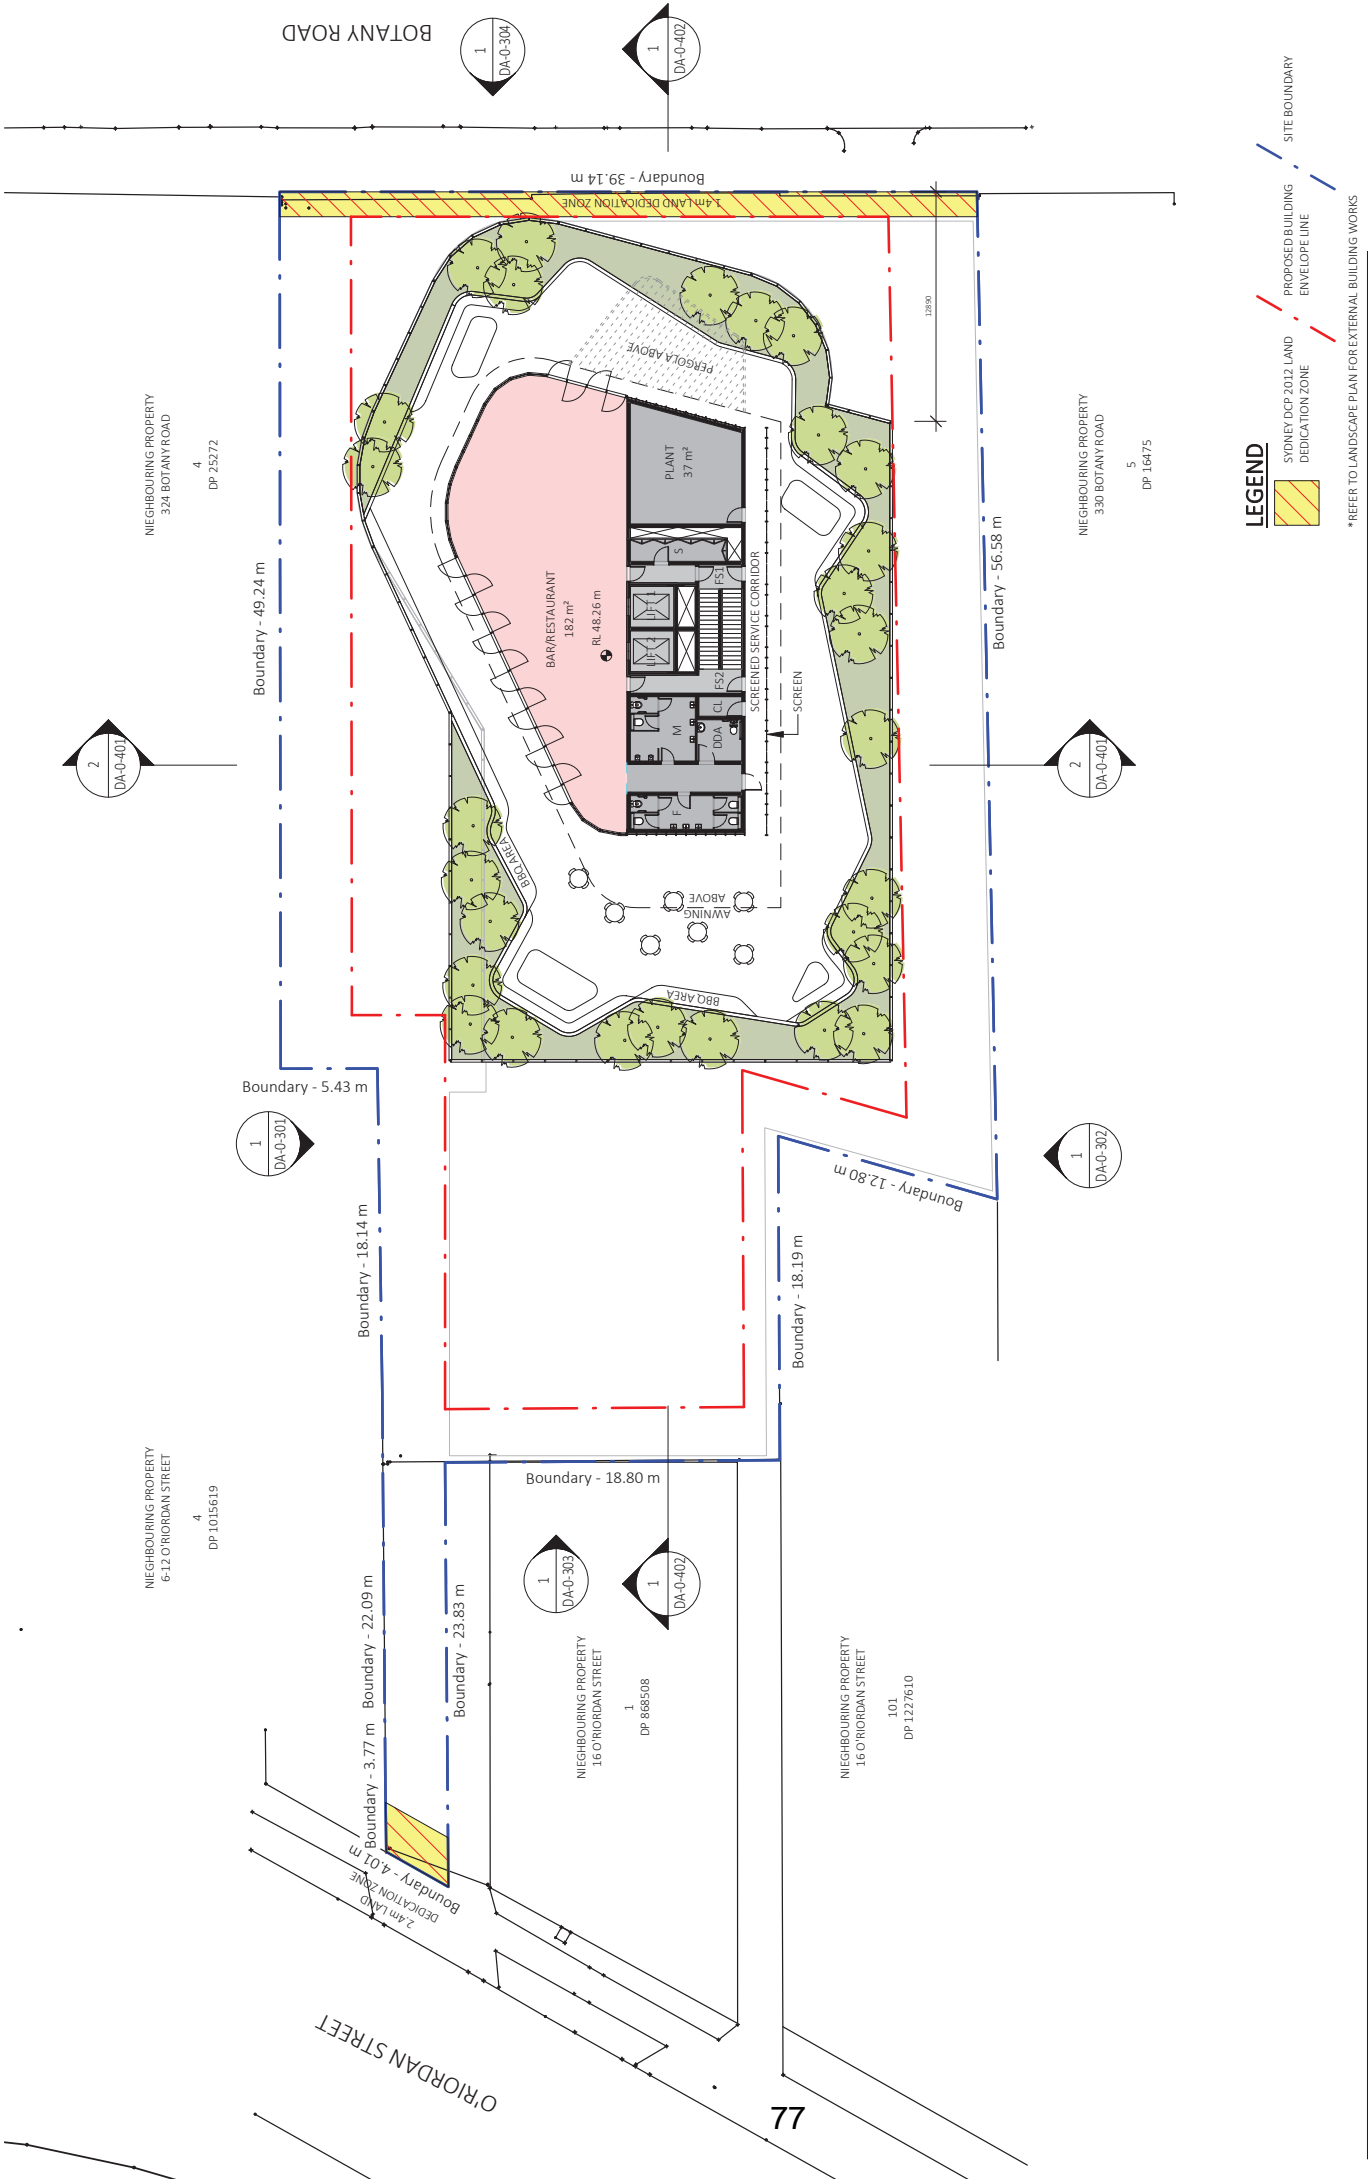 BOTANY ROAD
1
DA-0-304
1
DA-0-402
Boundary - 39.14 m
1.4m LAND DEDICATION ZONE
NIEGHBOURING PROPERTY
324 BOTANY ROAD
4
DP 25272
Boundary - 49.24 m
2
DA-0-401
PERGOLA ABOVE
12890
PLANT
37 m²
BAR/RESTAURANT
182 m²
RL 48.26 m
S
LIFT 1
LIFT 2
FS1
FS2
CL
M
DDA
F
SCREENED SERVICE CORRIDOR
SCREEN
BBQ AREA
AWNING
ABOVE
BBQ AREA
Boundary - 56.58 m
NIEGHBOURING PROPERTY
330 BOTANY ROAD
5
DP 16475
2
DA-0-401
Boundary - 5.43 m
1
DA-0-301
1
DA-0-302
Boundary - 12.80 m
Boundary - 18.14 m
Boundary - 18.19 m
Boundary - 18.80 m
NIEGHBOURING PROPERTY
6-12 O'RIORDAN STREET
4
DP 1015619
1
DA-0-303
1
DA-0-402
Boundary - 22.09 m
Boundary - 23.83 m
Boundary - 3.77 m
Boundary - 4.01 m
2.4m LAND
DEDICATION ZONE
NIEGHBOURING PROPERTY
16 O'RIORDAN STREET
1
DP 868508
NIEGHBOURING PROPERTY
16 O'RIORDAN STREET
101
DP 1227610
O'RIORDAN STREET
LEGEND
SYDNEY DCP 2012 LAND
DEDICATION ZONE
PROPOSED BUILDING
ENVELOPE LINE
SITE BOUNDARY
*REFER TO LANDSCAPE PLAN FOR EXTERNAL BUILDING WORKS
77